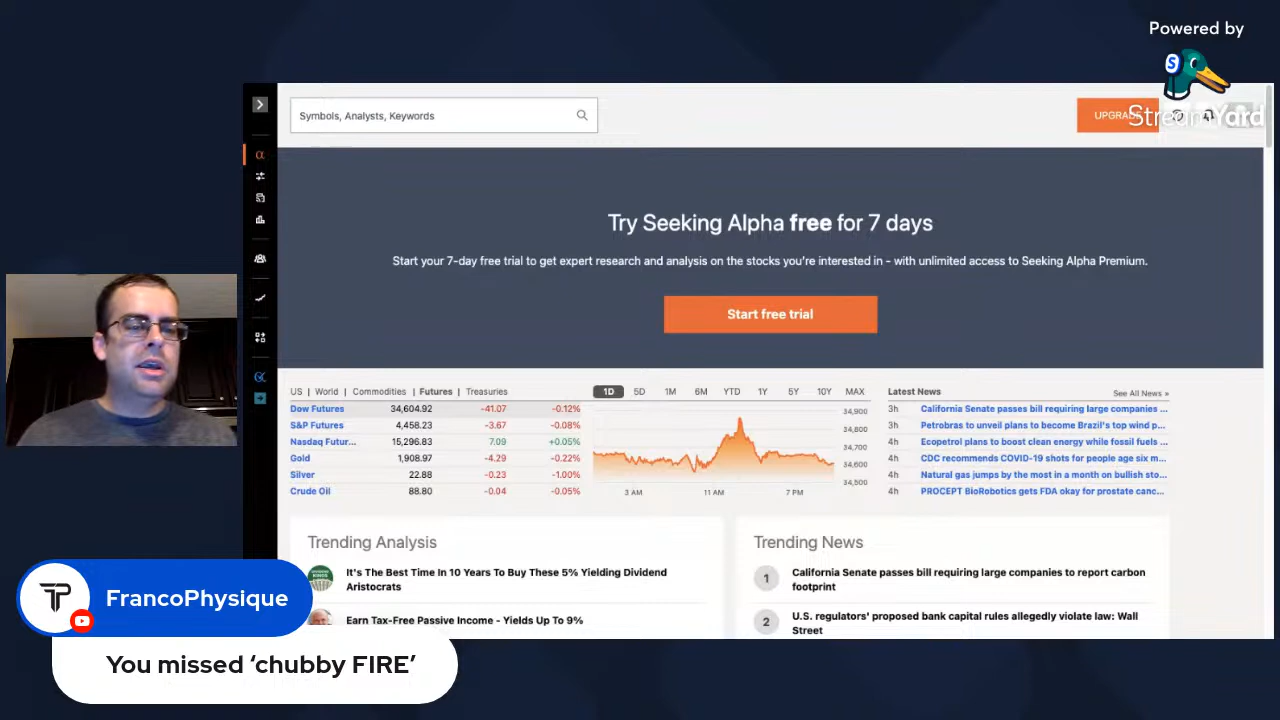 Powered by
StreamYard
Symbols, Analysts, Keywords
UPGRADE
Try Seeking Alpha free for 7 days
Start your 7-day free trial to get expert research and analysis on the stocks you're interested in - with unlimited access to Seeking Alpha Premium.
Start free trial
US | World | Commodities | Futures | Treasuries
Dow Futures 34,604.92 -41.07 -0.12%
S&P Futures 4,458.23 -3.67 -0.08%
Nasdaq Futur... 15,296.83 7.09 +0.05%
Gold 1,908.97 -4.29 -0.22%
Silver 22.88 -0.23 -1.00%
Crude Oil 88.80 -0.04 -0.05%
1D 5D 1M 6M YTD 1Y 5Y 10Y MAX
34,900
34,800
34,700
34,600
34,500
3 AM 11 AM 7 PM
Latest News See All News »
3h California Senate passes bill requiring large companies ...
3h Petrobras to unveil plans to become Brazil's top wind p...
4h Ecopetrol plans to boost clean energy while fossil fuels ...
4h CDC recommends COVID-19 shots for people age six m...
4h Natural gas jumps by the most in a month on bullish sto...
4h PROCEPT BioRobotics gets FDA okay for prostate canc...
Trending Analysis
It's The Best Time In 10 Years To Buy These 5% Yielding Dividend
Aristocrats
Earn Tax-Free Passive Income - Yields Up To 9%
Trending News
1 California Senate passes bill requiring large companies to report carbon
footprint
2 U.S. regulators' proposed bank capital rules allegedly violate law: Wall
Street
FrancoPhysique
You missed ‘chubby FIRE’